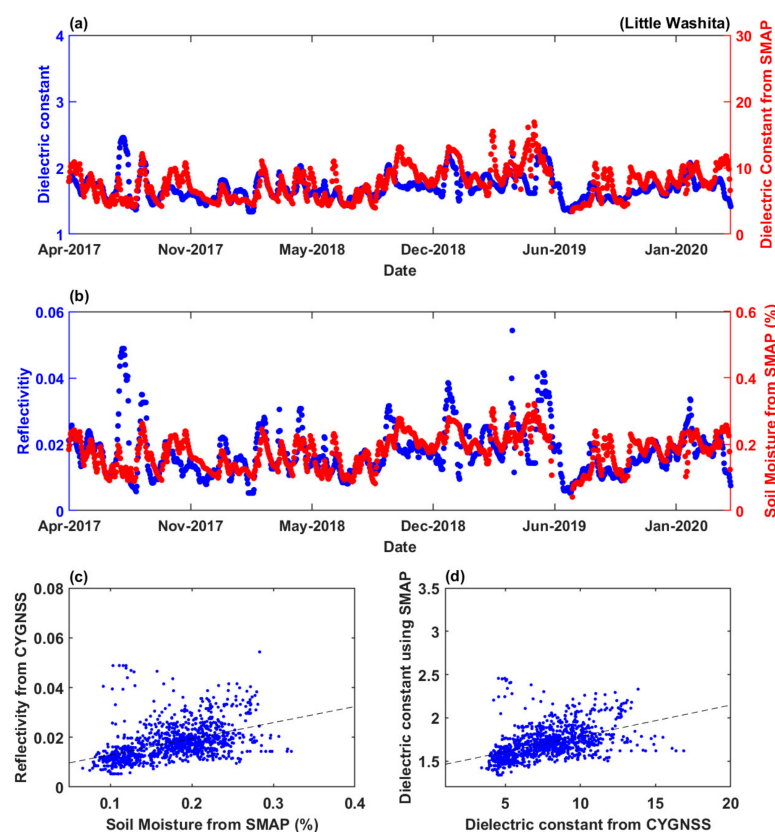 (a)
(Little Washita)
4
3
2
1
Dielectric constant
30
20
10
0
Dielectric Constant from SMAP
Apr-2017 Nov-2017 May-2018 Dec-2018 Jun-2019 Jan-2020
Date
(b)
0.06
0.04
0.02
0
Reflectivitiy
0.6
0.4
0.2
0
Soil Moisture from SMAP (%)
Apr-2017 Nov-2017 May-2018 Dec-2018 Jun-2019 Jan-2020
Date
(c)
0.08
0.06
0.04
0.02
0
Reflectivity from CYGNSS
0.1 0.2 0.3 0.4
Soil Moisture from SMAP (%)
(d)
3.5
3
2.5
2
1.5
Dielectric constant using SMAP
5 10 15 20
Dielectric constant from CYGNSS